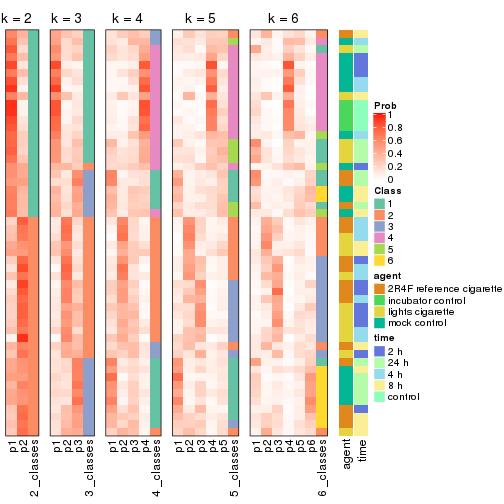 k = 2 k = 3 k = 4 k = 5 k = 6
Prob
1
0.8
0.6
0.4
0.2
0
Class
1
2
3
4
5
6
agent
2R4F reference cigarette
incubator control
lights cigarette
mock control
time
2 h
24 h
4 h
8 h
control
p1 p2 2_classes p1 p2 p3 3_classes p1 p2 p3 p4 4_classes p1 p2 p3 p4 p5 5_classes p1 p2 p3 p4 p5 p6 6_classes agent time